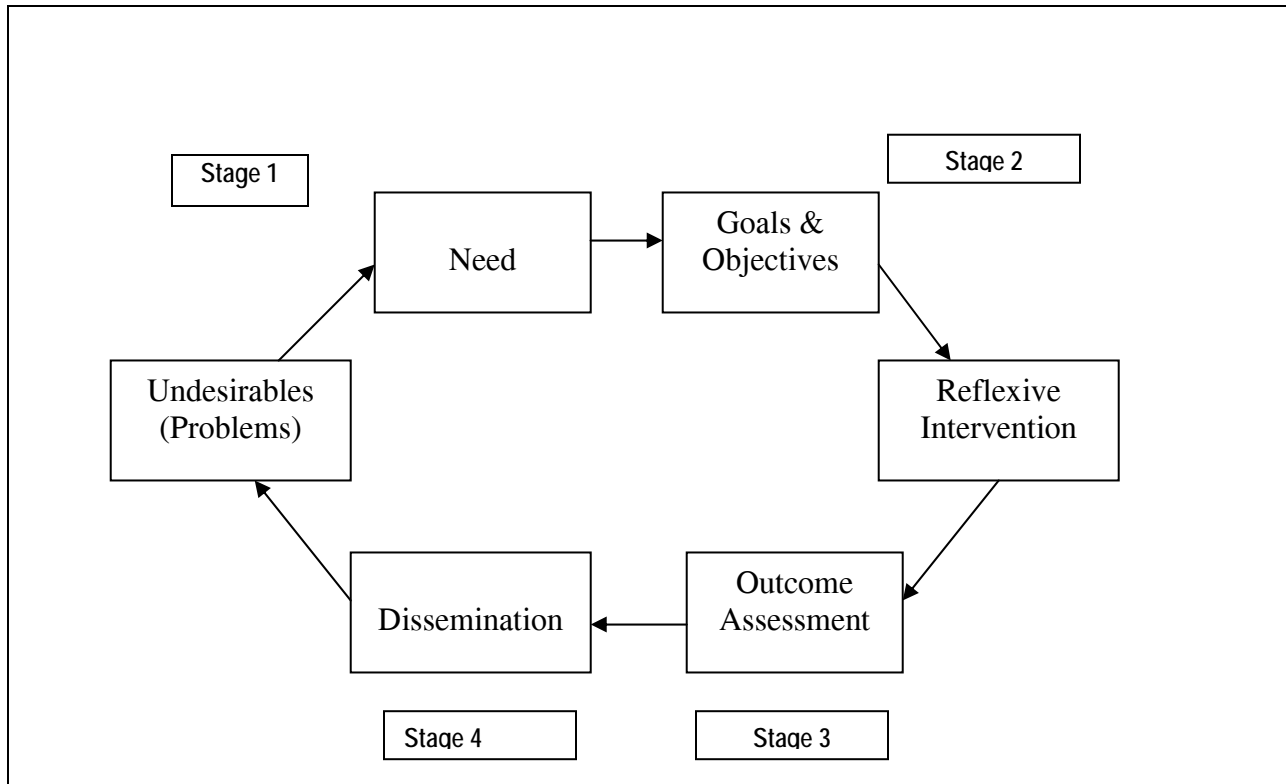 Stage 1
Stage 2
Need
Goals &
Objectives
Undesirables
(Problems)
Reflexive
Intervention
Dissemination
Outcome
Assessment
Stage 4
Stage 3